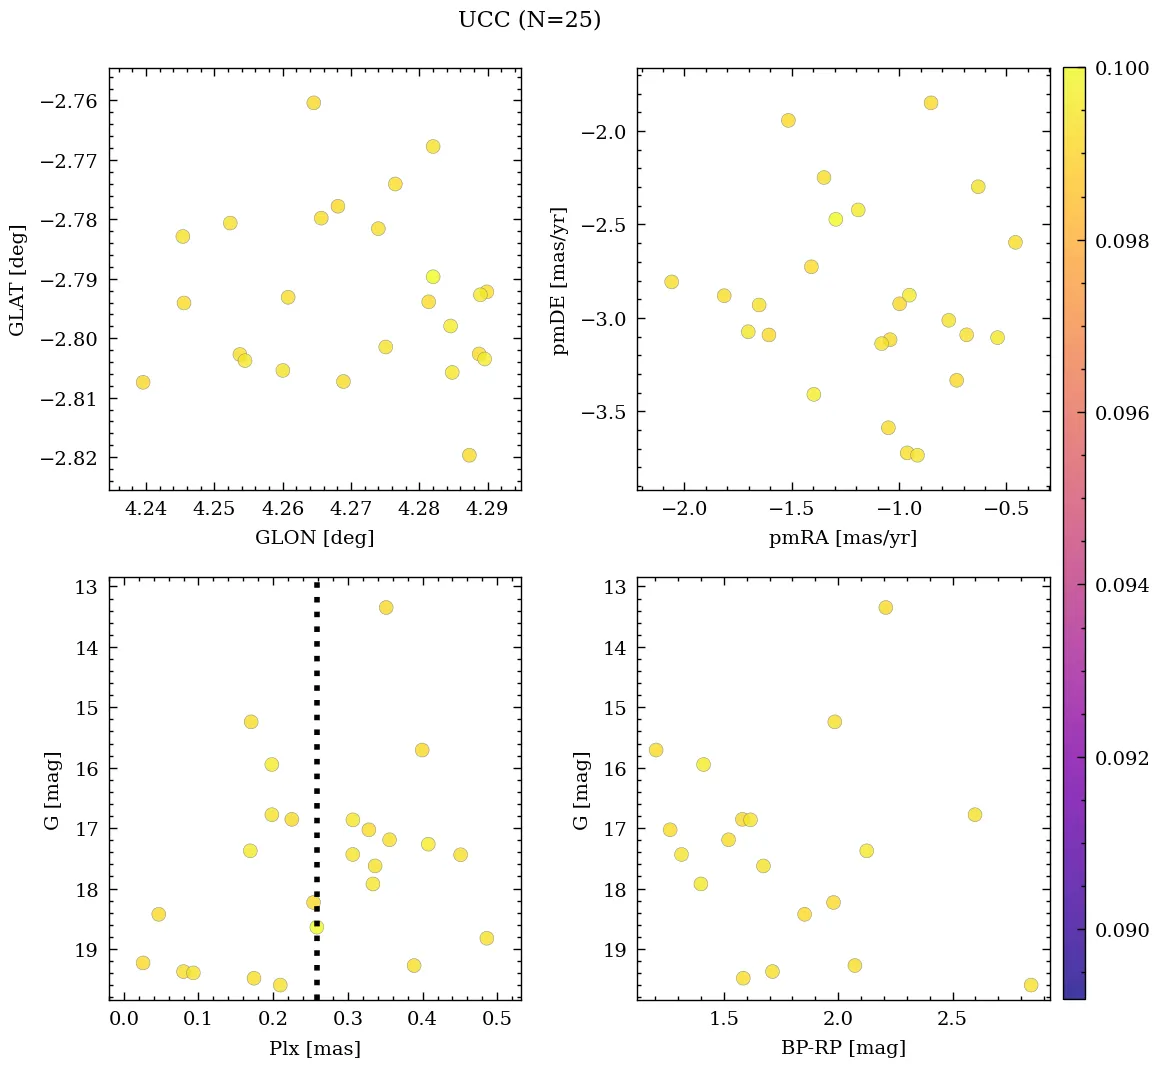 UCC (N=25)
−2.76
−2.77
−2.78
−2.79
−2.80
−2.81
−2.82
GLAT [deg]
4.24 4.25 4.26 4.27 4.28 4.29
GLON [deg]
−2.0
−2.5
−3.0
−3.5
pmDE [mas/yr]
−2.0 −1.5 −1.0 −0.5
pmRA [mas/yr]
0.100
0.098
0.096
0.094
0.092
0.090
13
14
15
16
17
18
19
G [mag]
0.0 0.1 0.2 0.3 0.4 0.5
Plx [mas]
13
14
15
16
17
18
19
G [mag]
1.5 2.0 2.5
BP-RP [mag]